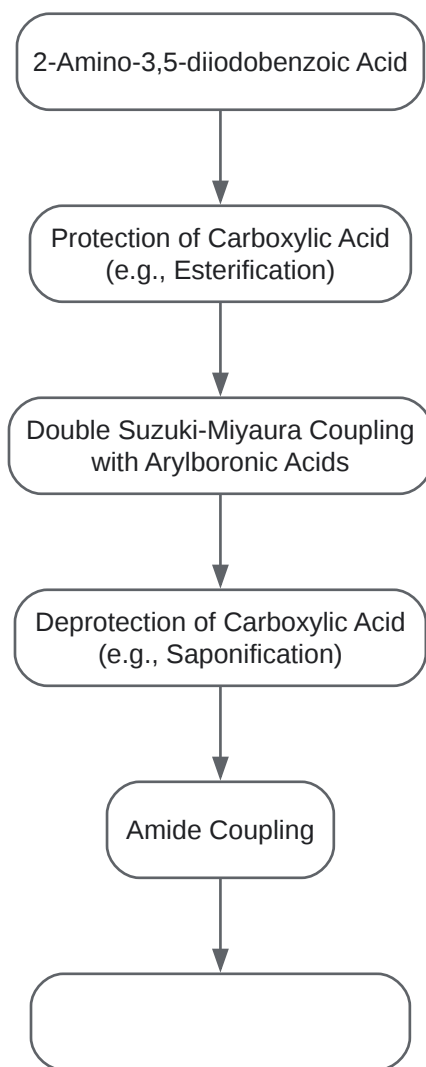 2-Amino-3,5-diiodobenzoic Acid
Protection of Carboxylic Acid
(e.g., Esterification)
Double Suzuki-Miyaura Coupling
with Arylboronic Acids
Deprotection of Carboxylic Acid
(e.g., Saponification)
Amide Coupling